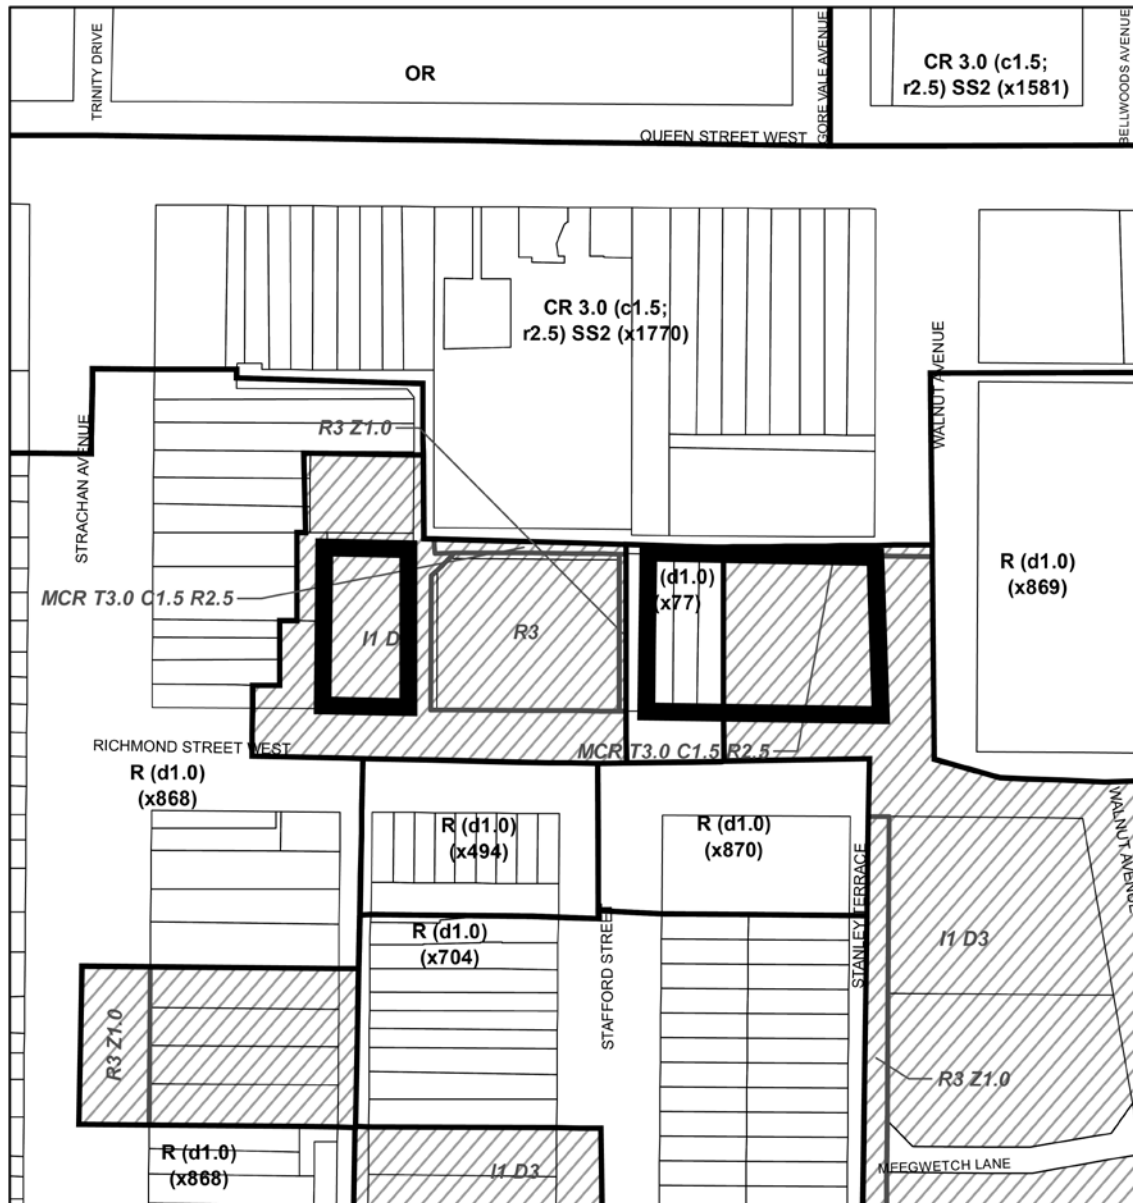 TRINITY DRIVE
OR
GORE VALE AVENUE
CR 3.0 (c1.5;
r2.5) SS2 (x1581)
BELLWOODS AVENUE
QUEEN STREET WEST
CR 3.0 (c1.5;
r2.5) SS2 (x1770)
WALNUT AVENUE
STRACHAN AVENUE
R3 Z1.0
R (d1.0)
(x869)
MCR T3.0 C1.5 R2.5
I1 D
R3
(d1.0)
(x77)
RICHMOND STREET WEST
MCR T3.0 C1.5 R2.5
R (d1.0)
(x868)
R (d1.0)
(x494)
R (d1.0)
(x870)
WALNUT AVENUE
STANLEY TERRACE
R (d1.0)
(x704)
STAFFORD STREET
I1 D3
R3 Z1.0
R3 Z1.0
R (d1.0)
(x868)
I1 D3
MEEGWETCH LANE